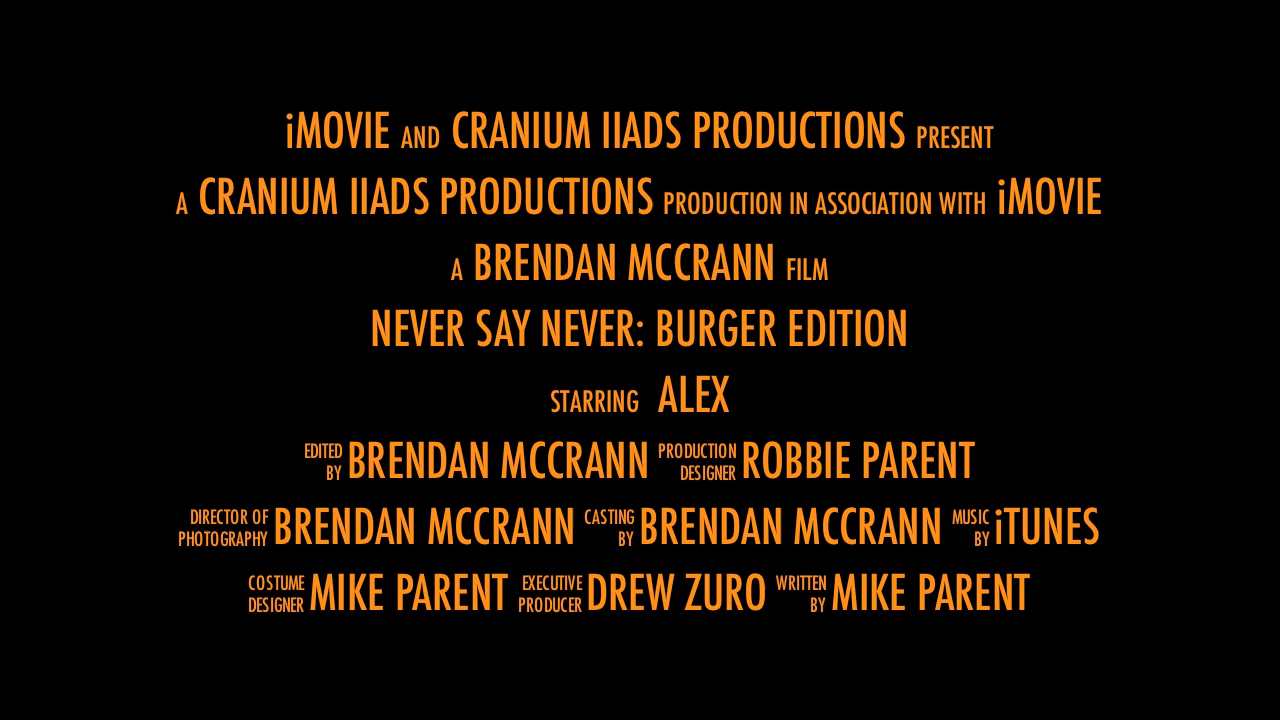 iMOVIE AND CRANIUM IIADS PRODUCTIONS PRESENT
A CRANIUM IIADS PRODUCTIONS PRODUCTION IN ASSOCIATION WITH iMOVIE
A BRENDAN MCCRANN FILM
NEVER SAY NEVER: BURGER EDITION
STARRING ALEX
EDITED BY BRENDAN MCCRANN PRODUCTION DESIGNER ROBBIE PARENT
DIRECTOR OF PHOTOGRAPHY BRENDAN MCCRANN CASTING BY BRENDAN MCCRANN MUSIC BY iTUNES
COSTUME DESIGNER MIKE PARENT EXECUTIVE PRODUCER DREW ZURO WRITTEN BY MIKE PARENT